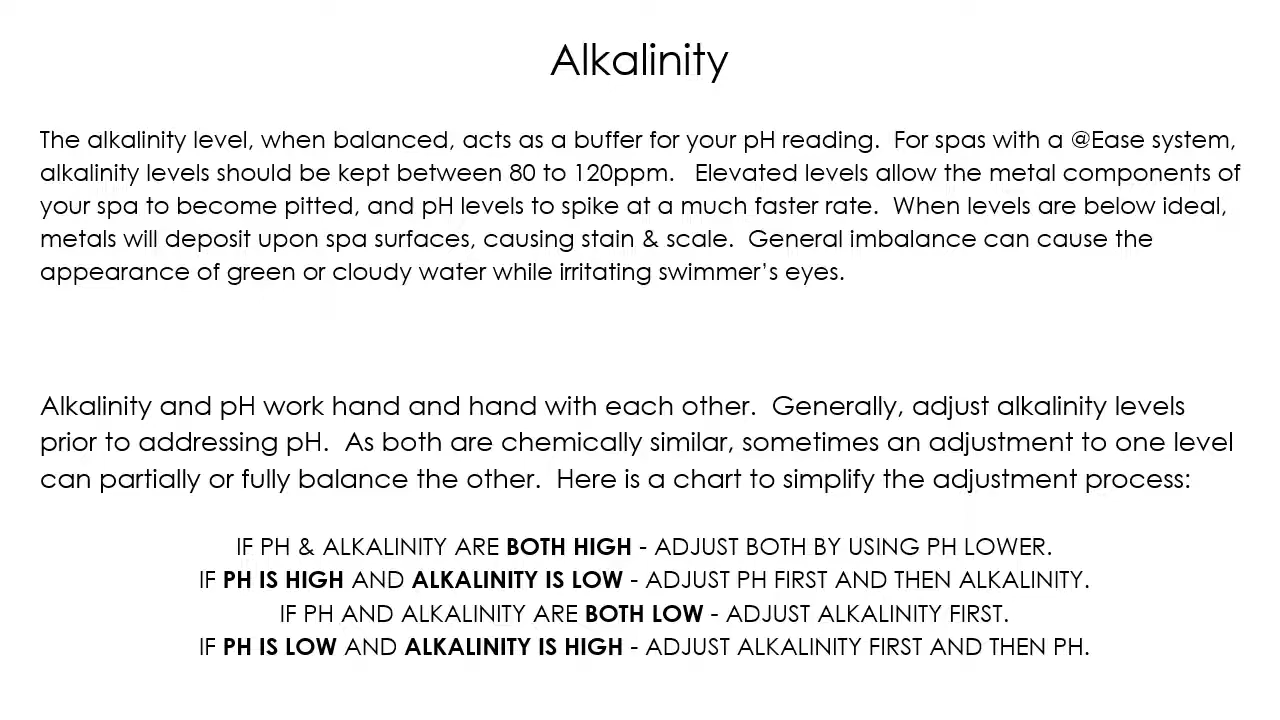 Alkalinity
The alkalinity level, when balanced, acts as a buffer for your pH reading.  For spas with a @Ease system,
alkalinity levels should be kept between 80 to 120ppm.   Elevated levels allow the metal components of
your spa to become pitted, and pH levels to spike at a much faster rate.  When levels are below ideal,
metals will deposit upon spa surfaces, causing stain & scale.  General imbalance can cause the
appearance of green or cloudy water while irritating swimmer’s eyes.
Alkalinity and pH work hand and hand with each other.  Generally, adjust alkalinity levels
prior to addressing pH.  As both are chemically similar, sometimes an adjustment to one level
can partially or fully balance the other.  Here is a chart to simplify the adjustment process:
IF PH & ALKALINITY ARE BOTH HIGH - ADJUST BOTH BY USING PH LOWER.
IF PH IS HIGH AND ALKALINITY IS LOW - ADJUST PH FIRST AND THEN ALKALINITY.
IF PH AND ALKALINITY ARE BOTH LOW - ADJUST ALKALINITY FIRST.
IF PH IS LOW AND ALKALINITY IS HIGH - ADJUST ALKALINITY FIRST AND THEN PH.